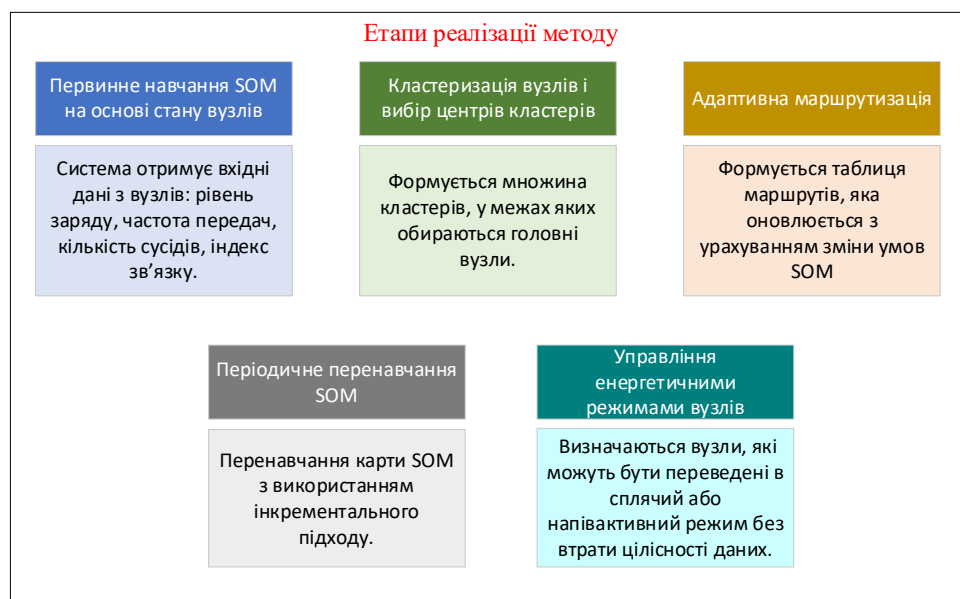 Етапи реалізації методу
Первинне навчання SOM
на основі стану вузлів
Система отримує вхідні
дані з вузлів: рівень
заряду, частота передач,
кількість сусідів, індекс
зв’язку.
Кластеризація вузлів і
вибір центрів кластерів
Формується множина
кластерів, у межах яких
обираються головні
вузли.
Адаптивна маршрутизація
Формується таблиця
маршрутів, яка
оновлюється з
урахуванням зміни умов
SOM
Періодичне перенавчання
SOM
Перенавчання карти SOM
з використанням
інкрементального
підходу.
Управління
енергетичними
режимами вузлів
Визначаються вузли, які
можуть бути переведені в
сплячий або
напівактивний режим без
втрати цілісності даних.